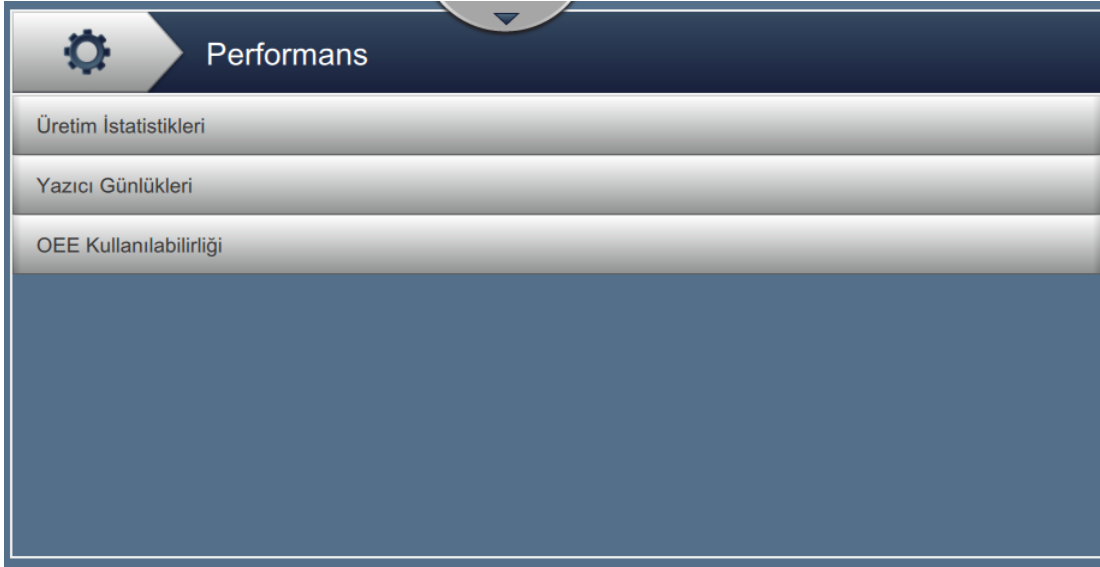 Performans
Üretim İstatistikleri
Yazıcı Günlükleri
OEE Kullanılabilirliği